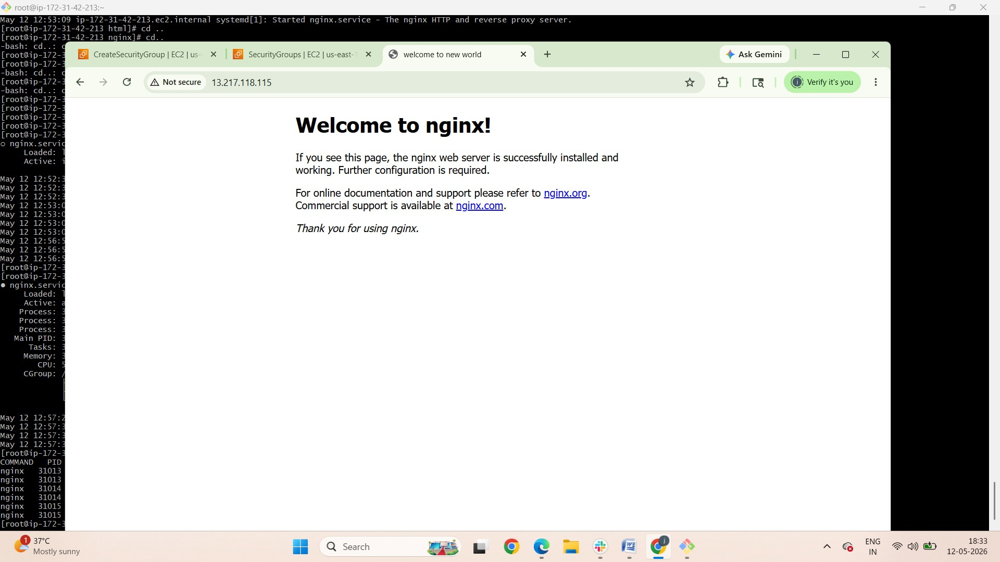 root@ip-172-31-42-213:~
May 12 12:53:09 ip-172-31-42-213.ec2.internal systemd[1]: Started nginx.service - The nginx HTTP and reverse proxy server.
[root@ip-172-31-42-213 html]# cd ..
[root@ip-172-31-42-213 nginx]# cd..
-bash: cd..: c
[root@ip-172-3
[root@ip-172-3
-bash: cd..: c
[root@ip-172-3
-bash: cd..: c
[root@ip-172-3
[root@ip-172-3
[root@ip-172-3
[root@ip-172-3
[root@ip-172-3
○ nginx.servic
Loaded: l
Active: i
May 12 12:52:3
May 12 12:52:3
May 12 12:52:3
May 12 12:53:0
May 12 12:53:0
May 12 12:53:0
May 12 12:53:0
May 12 12:56:5
May 12 12:56:5
May 12 12:56:5
[root@ip-172-3
[root@ip-172-3
● nginx.servic
Loaded: l
Active: a
Process: 3
Process: 3
Process: 3
Main PID: 3
Tasks: 3
Memory: 3
CPU: 5
CGroup: /
May 12 12:57:2
May 12 12:57:3
May 12 12:57:3
May 12 12:57:3
[root@ip-172-3
COMMAND PID
nginx 31013
nginx 31013
nginx 31014
nginx 31014
nginx 31015
nginx 31015
[root@ip-172-3
CreateSecurityGroup | EC2 | us-
SecurityGroups | EC2 | us-east-1
welcome to new world
Ask Gemini
Not secure 13.217.118.115
Verify it's you
Welcome to nginx!
If you see this page, the nginx web server is successfully installed and
working. Further configuration is required.
For online documentation and support please refer to nginx.org.
Commercial support is available at nginx.com.
Thank you for using nginx.
1
37°C
Mostly sunny
Search
ENG
IN
18:33
12-05-2026